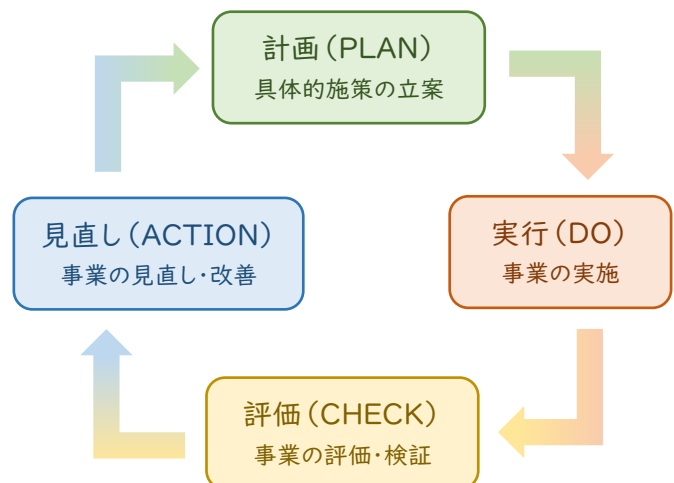 計画(PLAN)
具体的施策の立案
実行(DO)
事業の実施
評価(CHECK)
事業の評価・検証
見直し(ACTION)
事業の見直し・改善